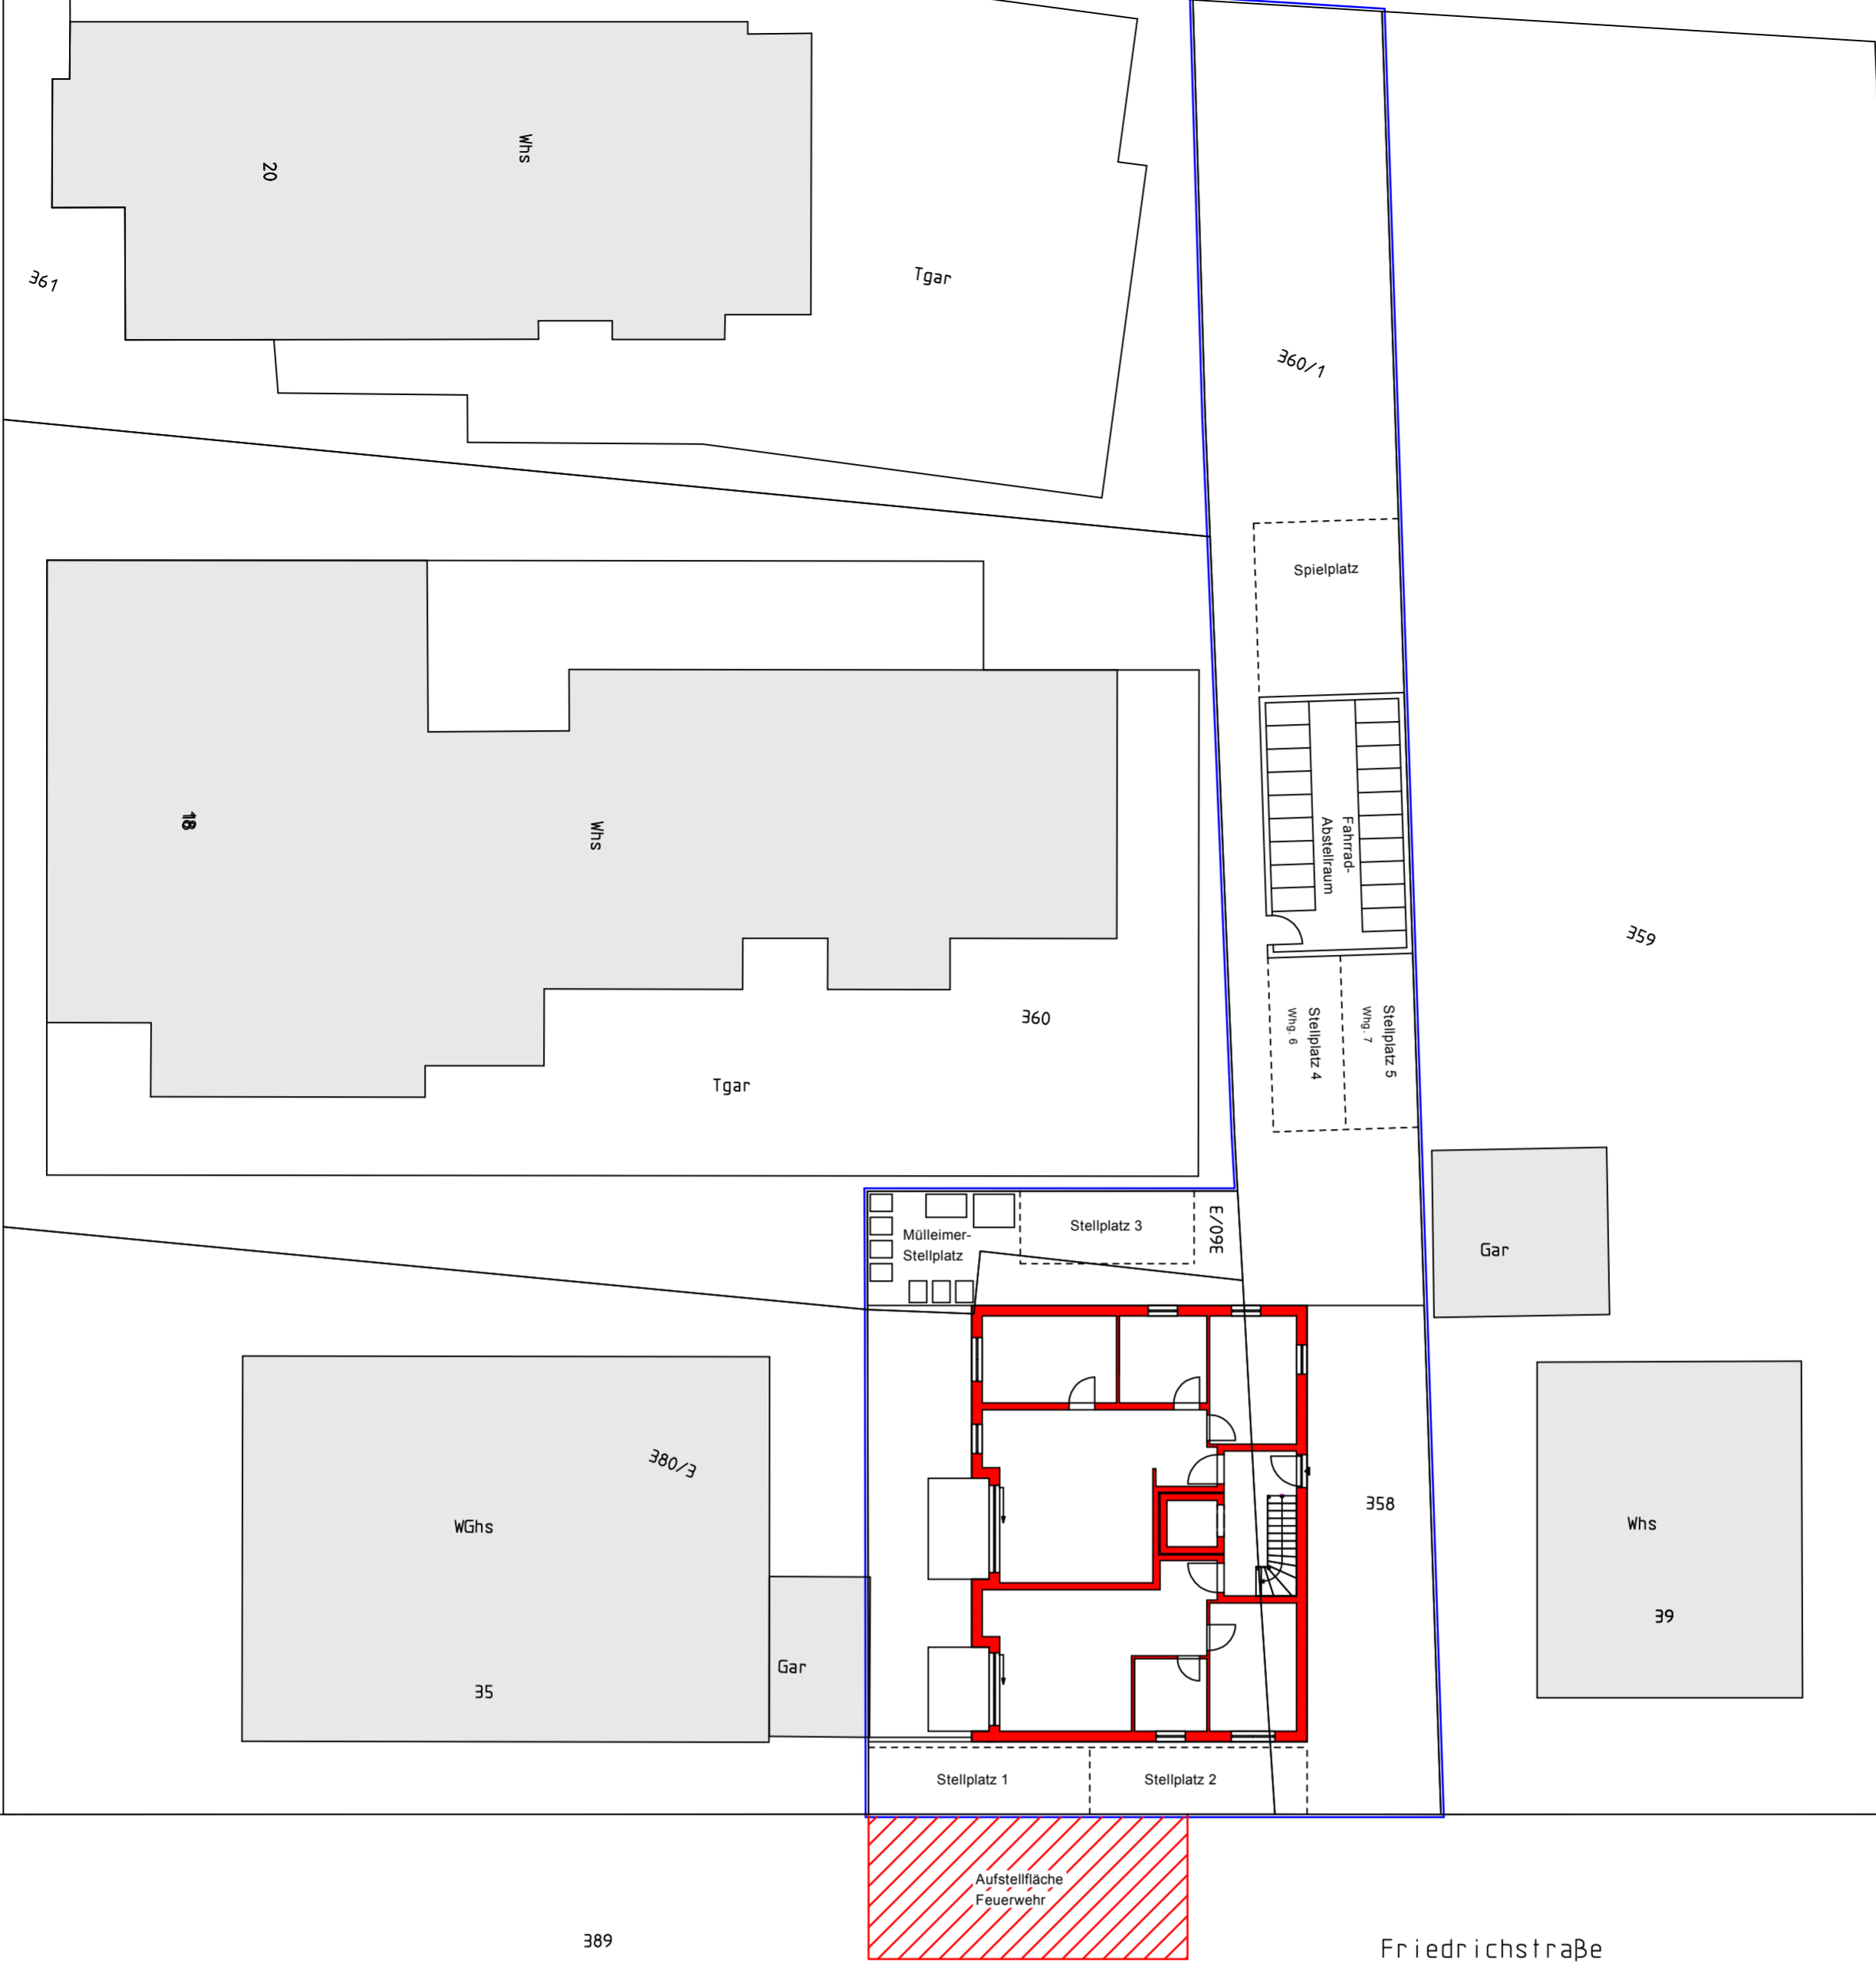 Whs
20
361
Tgar
360/1
Spielplatz
18
Whs
Fahrrad-
Abstellraum
359
360
Stellplatz 4
Whg. 6
Stellplatz 5
Whg. 7
Tgar
Mülleimer-
Stellplatz
Stellplatz 3
360/3
Gar
380/3
WGhs
358
Whs
39
Gar
35
Stellplatz 1
Stellplatz 2
Aufstellfläche
Feuerwehr
389
Friedrichstraße